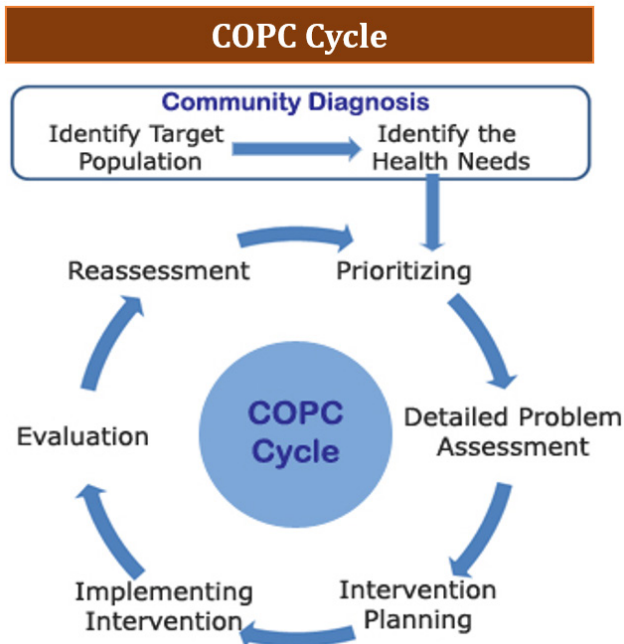 COPC Cycle
Community Diagnosis
Identify Target
Population
Identify the
Health Needs
Reassessment
Prioritizing
COPC
Cycle
Detailed Problem
Assessment
Evaluation
Implementing
Intervention
Intervention
Planning